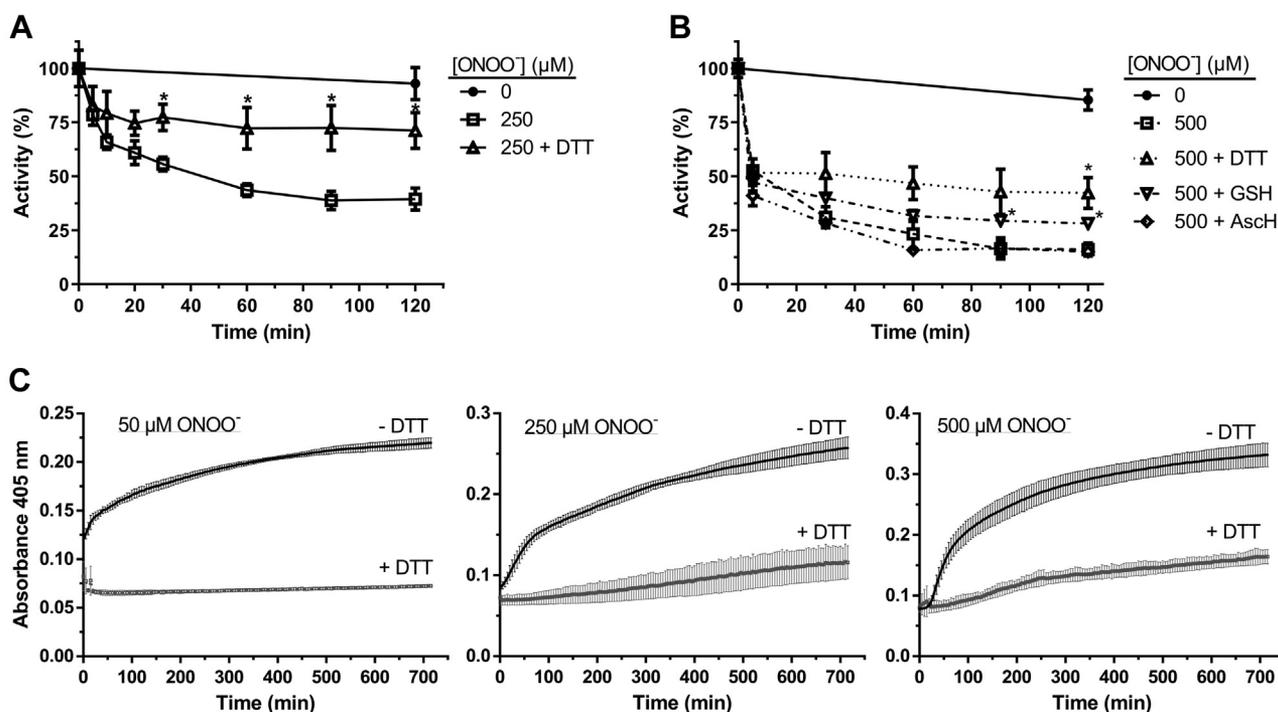 A
100
75
50
25
0
Activity (%)
0 20 40 60 80 100 120
Time (min)
* * * *
[ONOO⁻] (µM)
0
250
250 + DTT
B
100
75
50
25
0
Activity (%)
0 20 40 60 80 100 120
Time (min)
* * *
[ONOO⁻] (µM)
0
500
500 + DTT
500 + GSH
500 + AscH
C
Absorbance 405 nm
50 µM ONOO⁻
- DTT
+ DTT
0.25
0.20
0.15
0.10
0.05
0.00
0 100 200 300 400 500 600 700
Time (min)
250 µM ONOO⁻
- DTT
+ DTT
0.3
0.2
0.1
0.0
0 100 200 300 400 500 600 700
Time (min)
500 µM ONOO⁻
- DTT
+ DTT
0.4
0.3
0.2
0.1
0.0
0 100 200 300 400 500 600 700
Time (min)